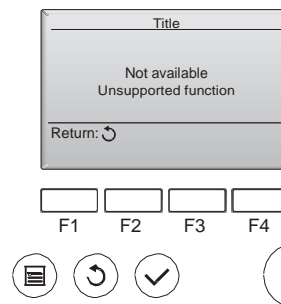 Title
Not available
Unsupported function
Return:
F1 F2 F3 F4